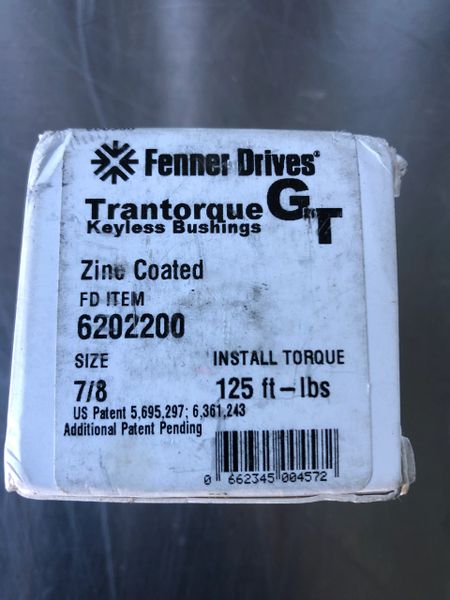 Fenner Drives®
Trantorque GT
Keyless Bushings
Zinc Coated
FD ITEM
6202200
SIZE INSTALL TORQUE
7/8 125 ft-lbs
US Patent 5,695,297; 6,361,243
Additional Patent Pending
0 662345 004572